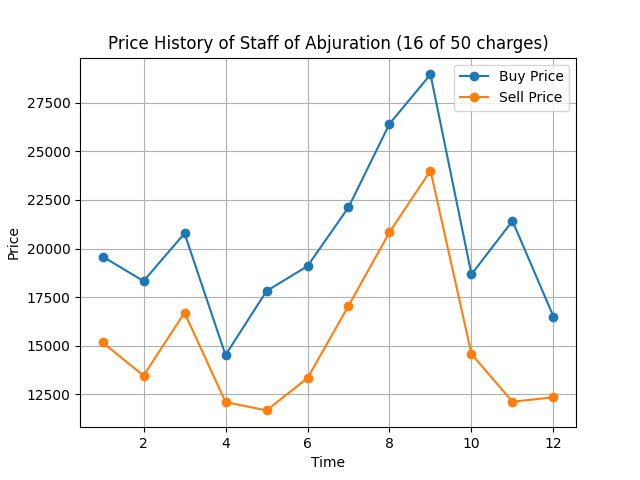 Price History of Staff of Abjuration (16 of 50 charges)
Buy Price
Sell Price
Price
27500
25000
22500
20000
17500
15000
12500
2 4 6 8 10 12
Time